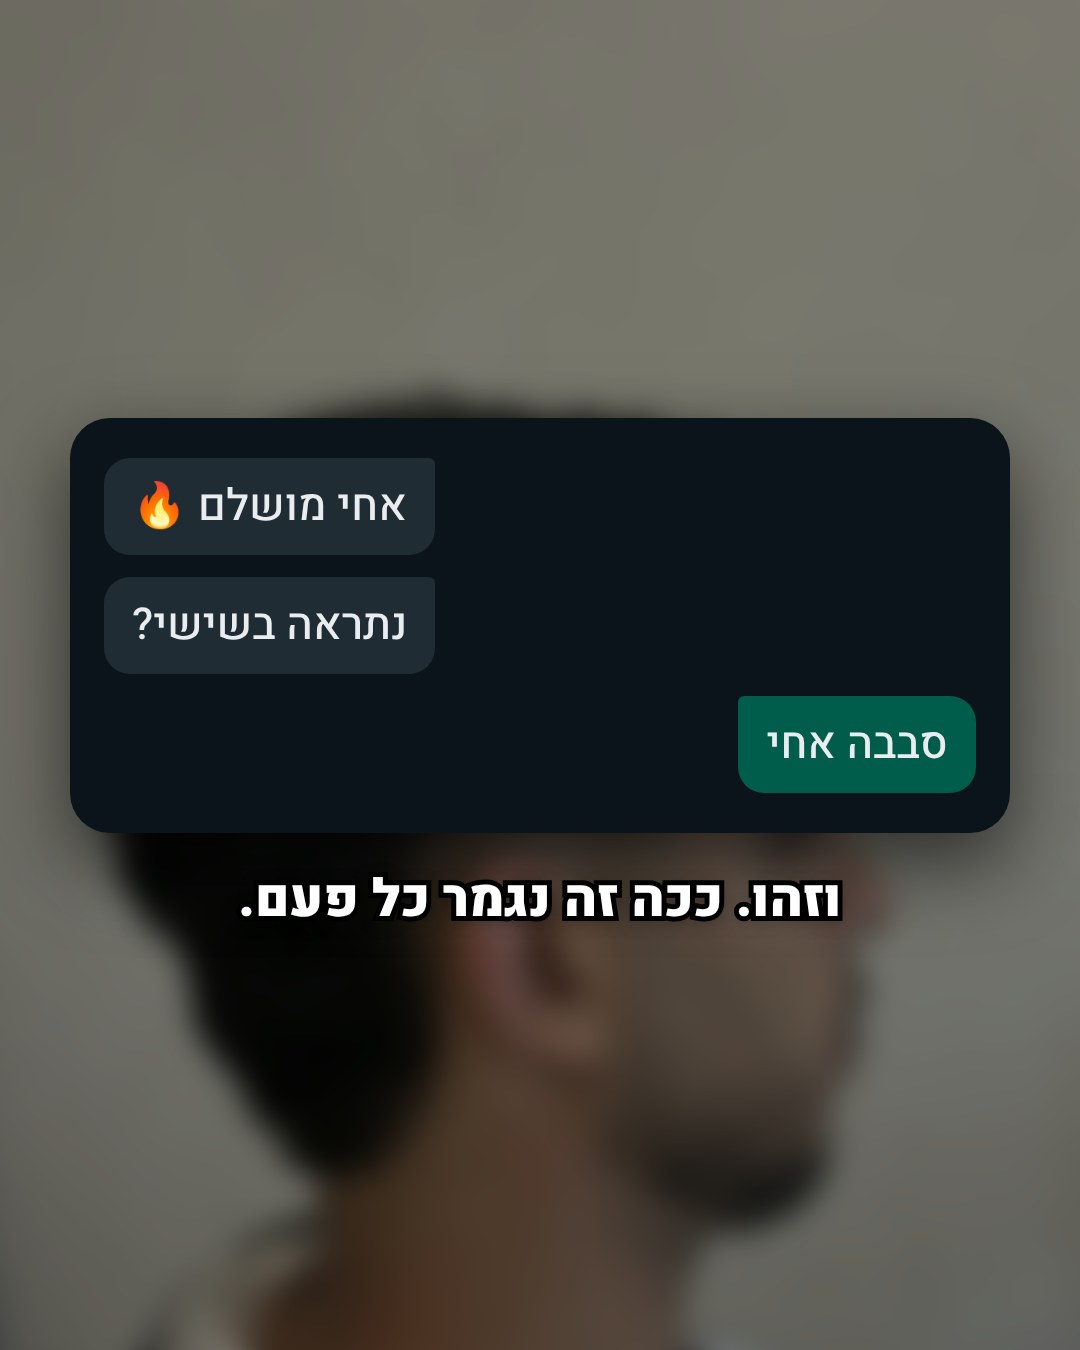 אחי מושלם 🔥
נתראה בשישי?
סבבה אחי
וזהו. ככה זה נגמר כל פעם.